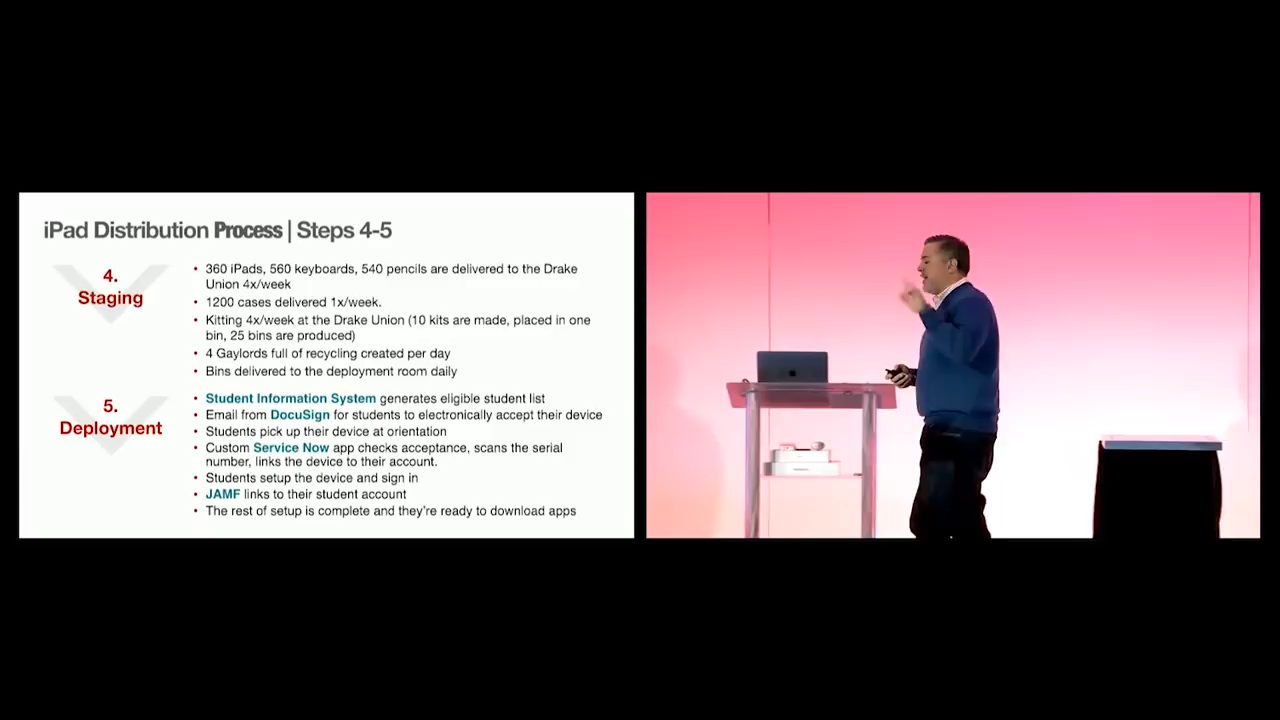 iPad Distribution Process | Steps 4-5
4.
Staging
• 360 iPads, 560 keyboards, 540 pencils are delivered to the Drake
Union 4x/week
• 1200 cases delivered 1x/week.
• Kitting 4x/week at the Drake Union (10 kits are made, placed in one
bin, 25 bins are produced)
• 4 Gaylords full of recycling created per day
• Bins delivered to the deployment room daily
5.
Deployment
• Student Information System generates eligible student list
• Email from DocuSign for students to electronically accept their device
• Students pick up their device at orientation
• Custom Service Now app checks acceptance, scans the serial
number, links the device to their account.
• Students setup the device and sign in
• JAMF links to their student account
• The rest of setup is complete and they're ready to download apps